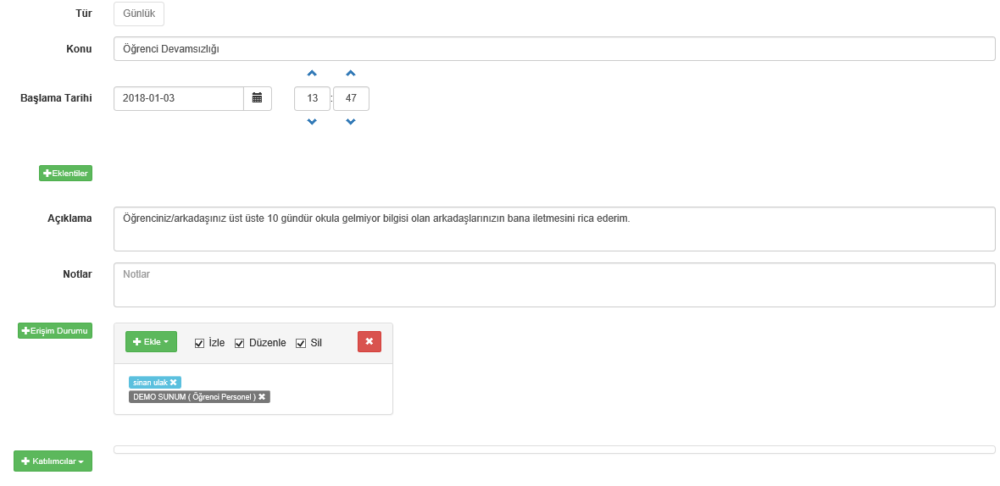 Tür Günlük
Konu Öğrenci Devamsızlığı
Başlama Tarihi 2018-01-03 13 : 47
Eklentiler
Açıklama Öğrenciniz/arkadaşınız üst üste 10 gündür okula gelmiyor bilgisi olan arkadaşlarınızın bana iletmesini rica ederim.
Notlar Notlar
Erişim Durumu Ekle İzle Düzenle Sil
sinan ulak
DEMO SUNUM ( Öğrenci Personel )
Katılımcılar